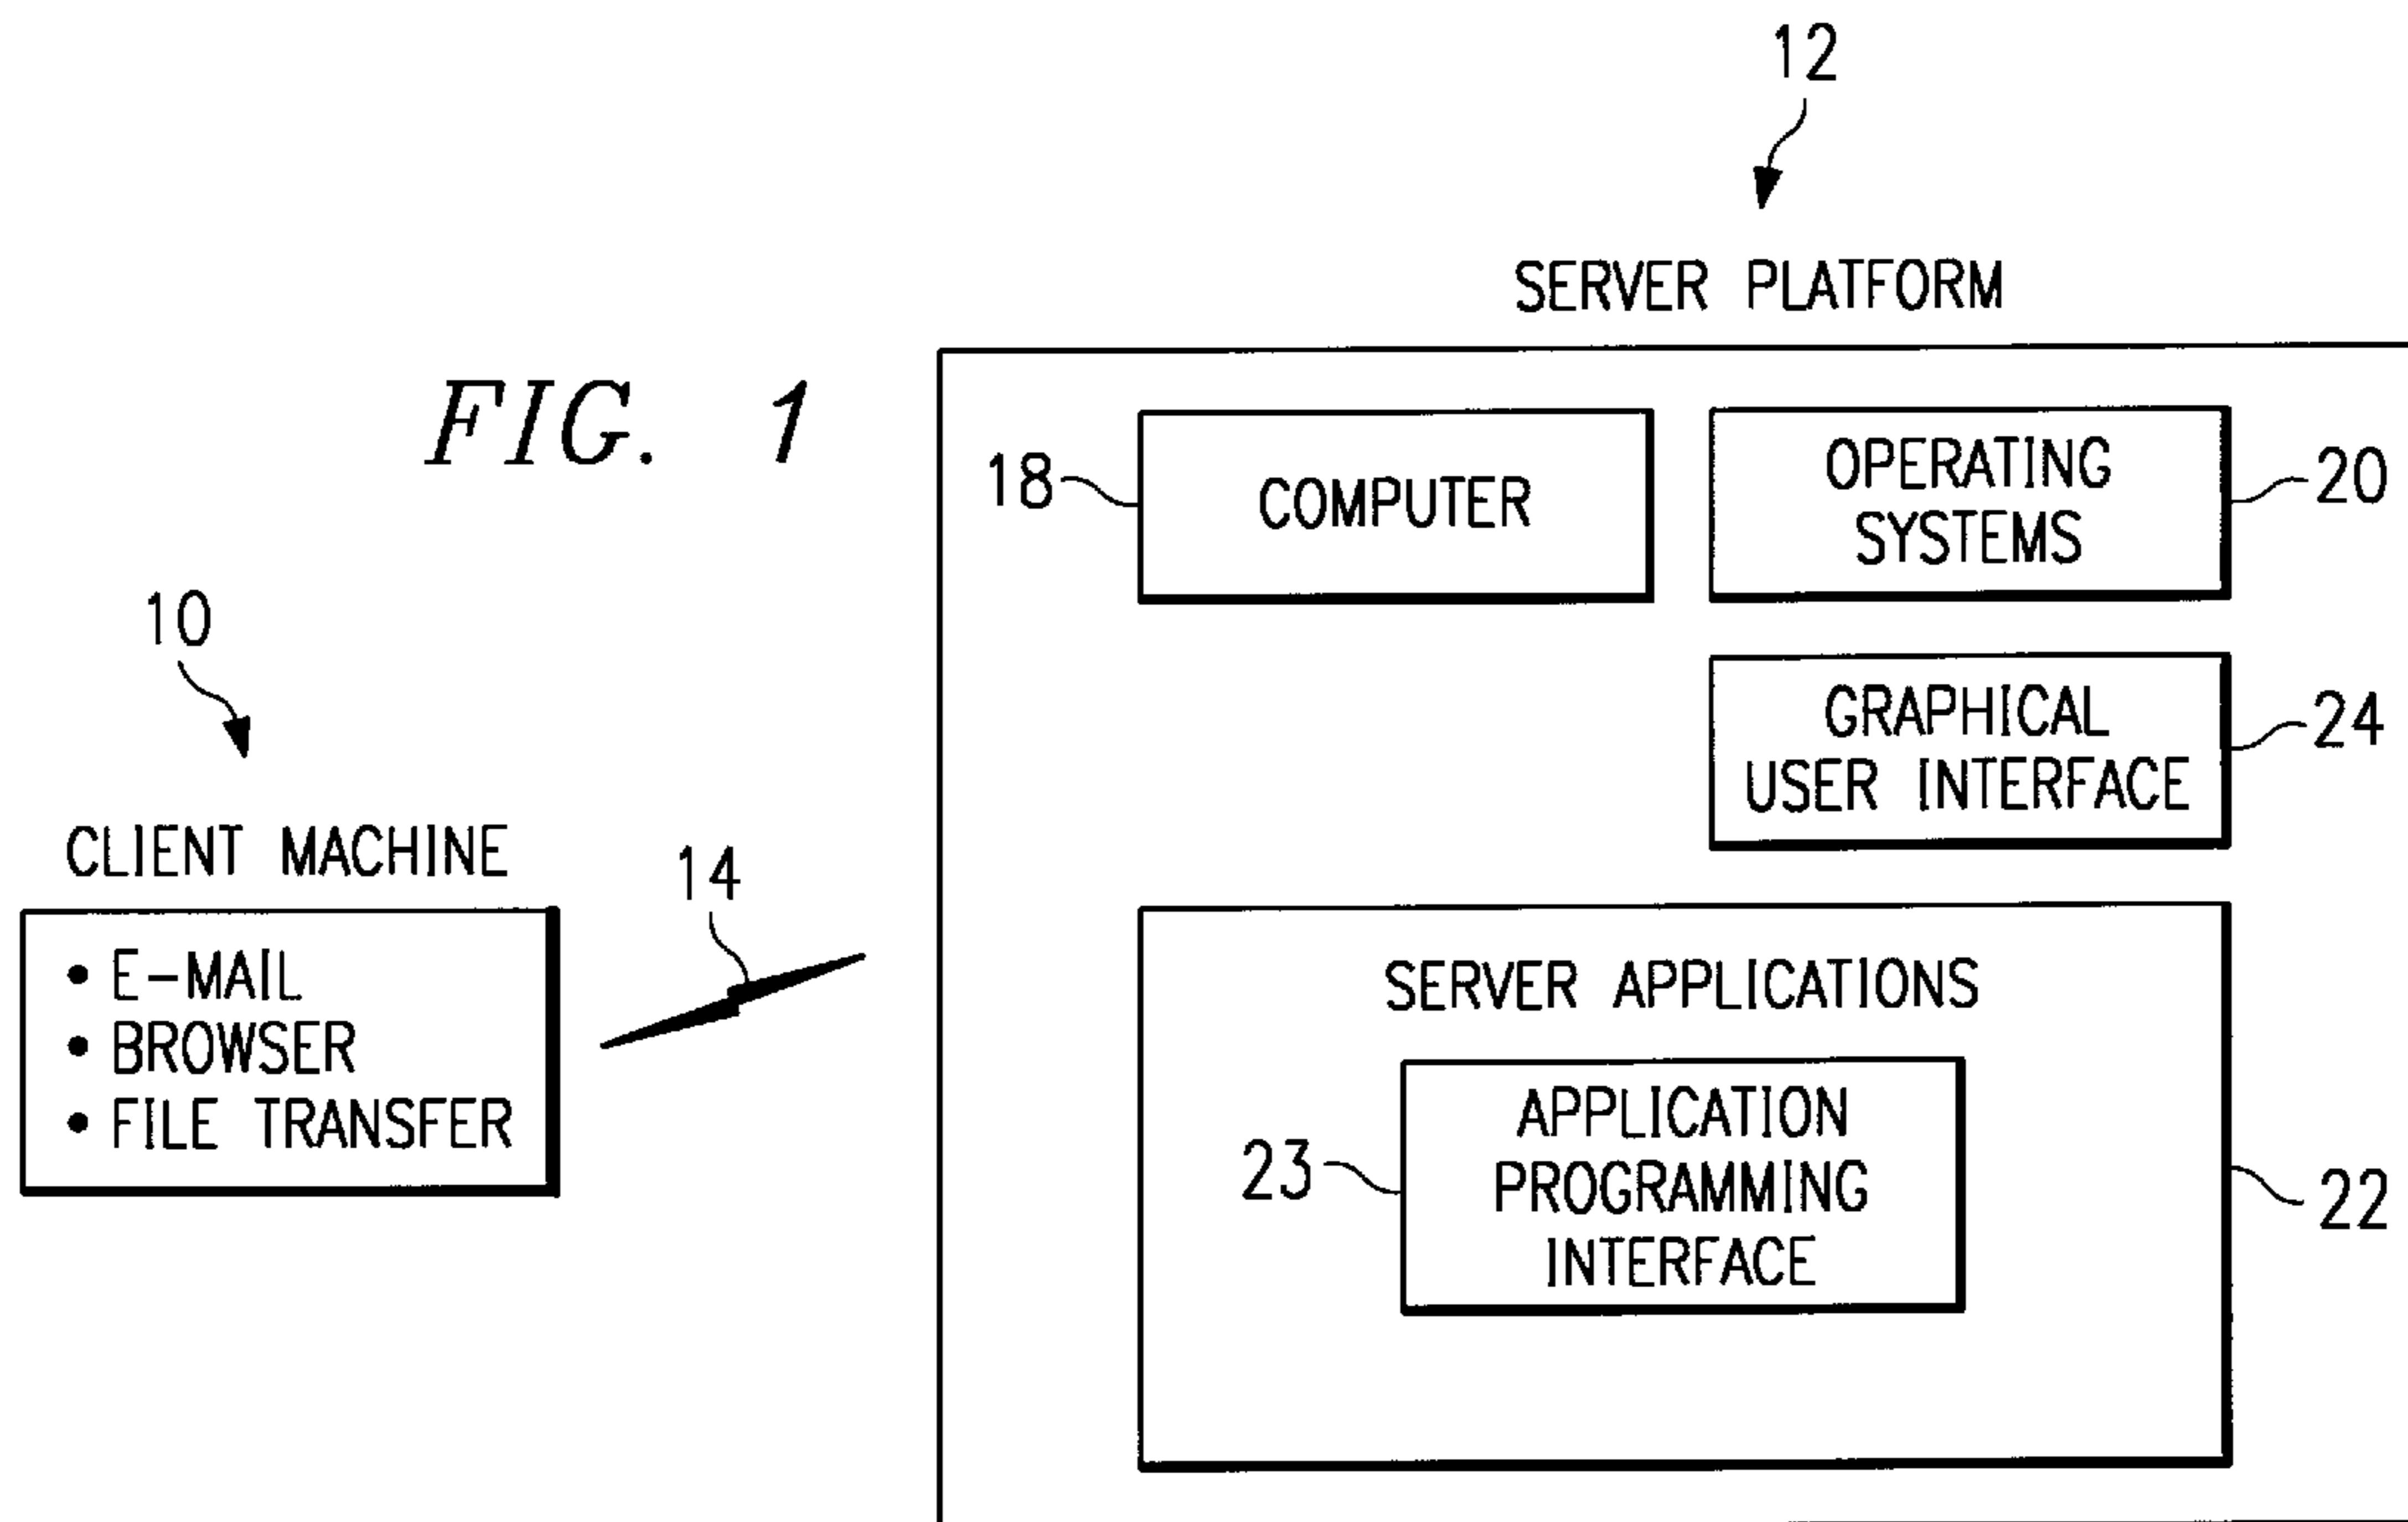 12
SERVER PLATFORM
FIG. 1
18
COMPUTER
OPERATING
SYSTEMS
20
10
GRAPHICAL
USER INTERFACE
24
CLIENT MACHINE
• E-MAIL
• BROWSER
• FILE TRANSFER
14
SERVER APPLICATIONS
23
APPLICATION
PROGRAMMING
INTERFACE
22